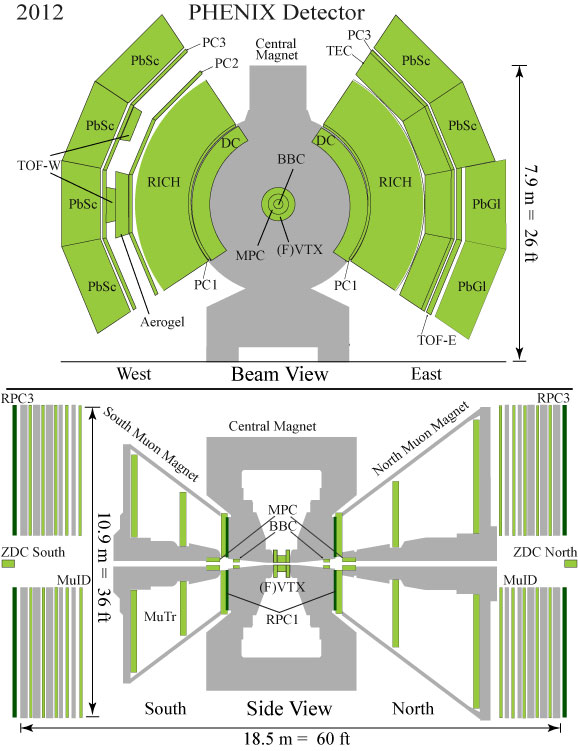 2012
PHENIX Detector
Central
Magnet
PC3
PC2
PbSc
PbSc
TOF-W
PbSc
PbSc
RICH
DC
Aerogel
PC1
BBC
MPC
(F)VTX
PC3
TEC
PbSc
PbSc
DC
RICH
PbGl
PbGl
PC1
TOF-E
7.9 m = 26 ft
West
Beam View
East
RPC3
South Muon Magnet
Central Magnet
North Muon Magnet
RPC3
MPC
BBC
10.9 m = 36 ft
ZDC South
ZDC North
MuID
MuTr
(F)VTX
RPC1
MuID
South
Side View
North
18.5 m = 60 ft